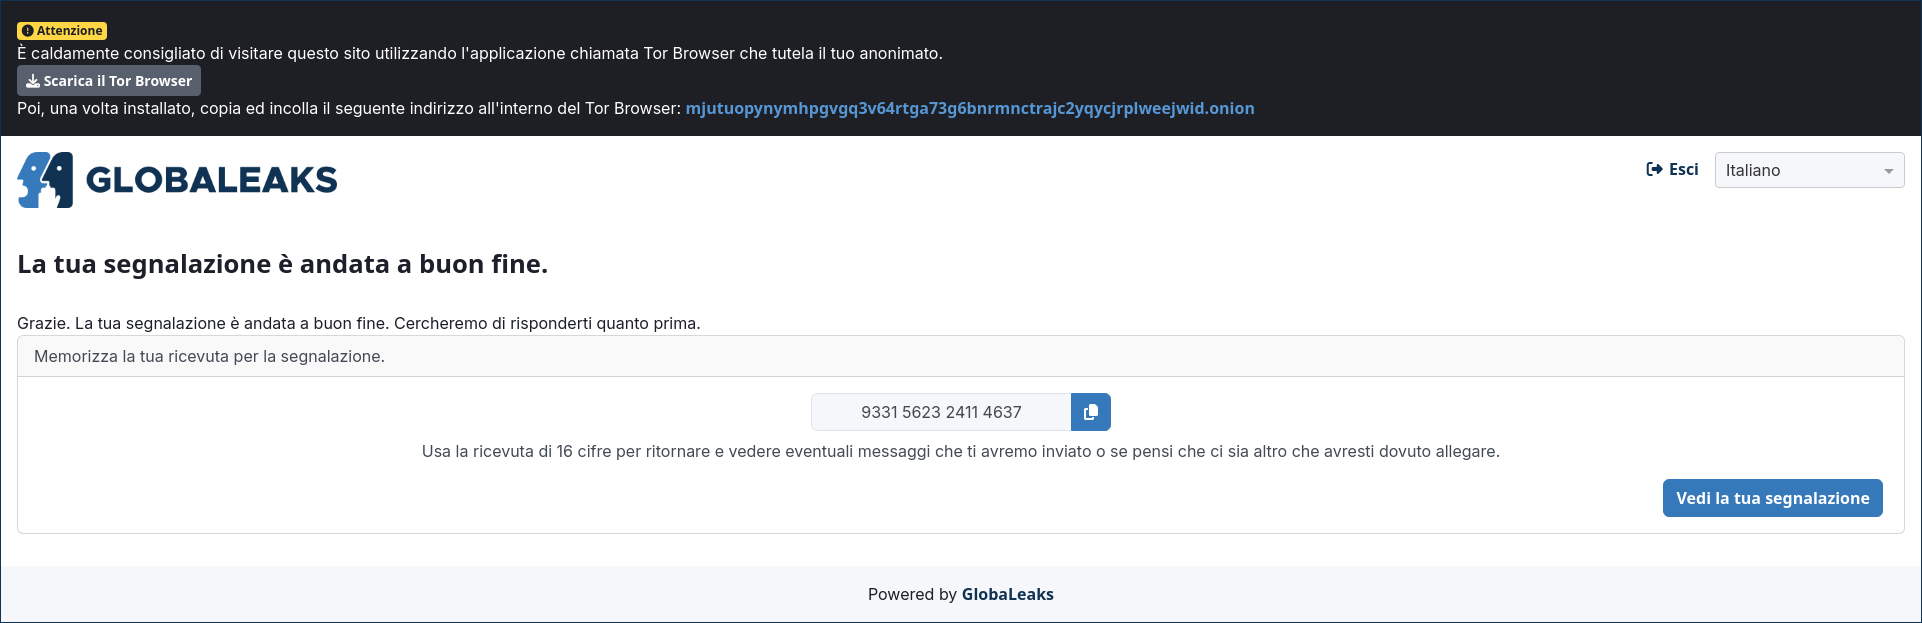 Attenzione
È caldamente consigliato di visitare questo sito utilizzando l'applicazione chiamata Tor Browser che tutela il tuo anonimato.
Scarica il Tor Browser
Poi, una volta installato, copia ed incolla il seguente indirizzo all'interno del Tor Browser: mjutuopynymhpgvgq3v64rtga73g6bnrmnctrajc2yqycjrplweejwid.onion
GLOBALEAKS
Esci
Italiano
La tua segnalazione è andata a buon fine.
Grazie. La tua segnalazione è andata a buon fine. Cercheremo di risponderti quanto prima.
Memorizza la tua ricevuta per la segnalazione.
9331 5623 2411 4637
Usa la ricevuta di 16 cifre per ritornare e vedere eventuali messaggi che ti avremo inviato o se pensi che ci sia altro che avresti dovuto allegare.
Vedi la tua segnalazione
Powered by GlobaLeaks